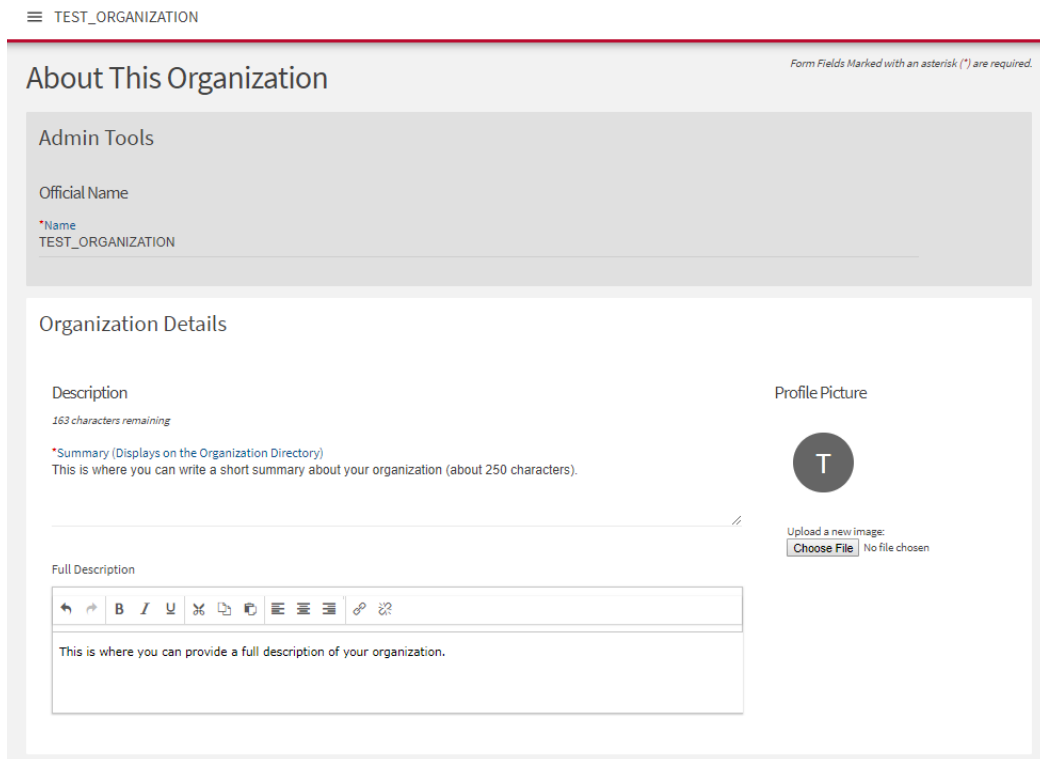 TEST_ORGANIZATION
About This Organization
Form Fields Marked with an asterisk (*) are required.
Admin Tools
Official Name
*Name
TEST_ORGANIZATION
Organization Details
Description
163 characters remaining
*Summary (Displays on the Organization Directory)
This is where you can write a short summary about your organization (about 250 characters).
Profile Picture
T
Upload a new image:
Choose File No file chosen
Full Description
B I U
This is where you can provide a full description of your organization.